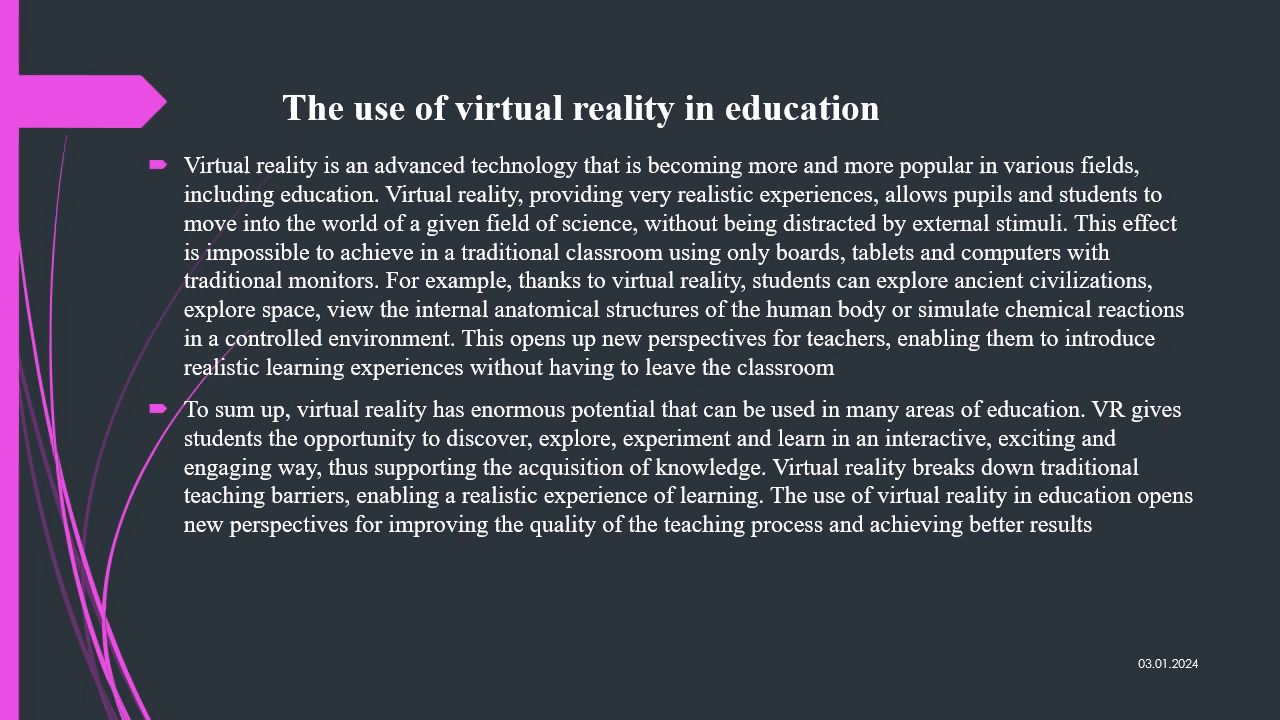 The use of virtual reality in education
Virtual reality is an advanced technology that is becoming more and more popular in various fields,
including education. Virtual reality, providing very realistic experiences, allows pupils and students to
move into the world of a given field of science, without being distracted by external stimuli. This effect
is impossible to achieve in a traditional classroom using only boards, tablets and computers with
traditional monitors. For example, thanks to virtual reality, students can explore ancient civilizations,
explore space, view the internal anatomical structures of the human body or simulate chemical reactions
in a controlled environment. This opens up new perspectives for teachers, enabling them to introduce
realistic learning experiences without having to leave the classroom
To sum up, virtual reality has enormous potential that can be used in many areas of education. VR gives
students the opportunity to discover, explore, experiment and learn in an interactive, exciting and
engaging way, thus supporting the acquisition of knowledge. Virtual reality breaks down traditional
teaching barriers, enabling a realistic experience of learning. The use of virtual reality in education opens
new perspectives for improving the quality of the teaching process and achieving better results
03.01.2024